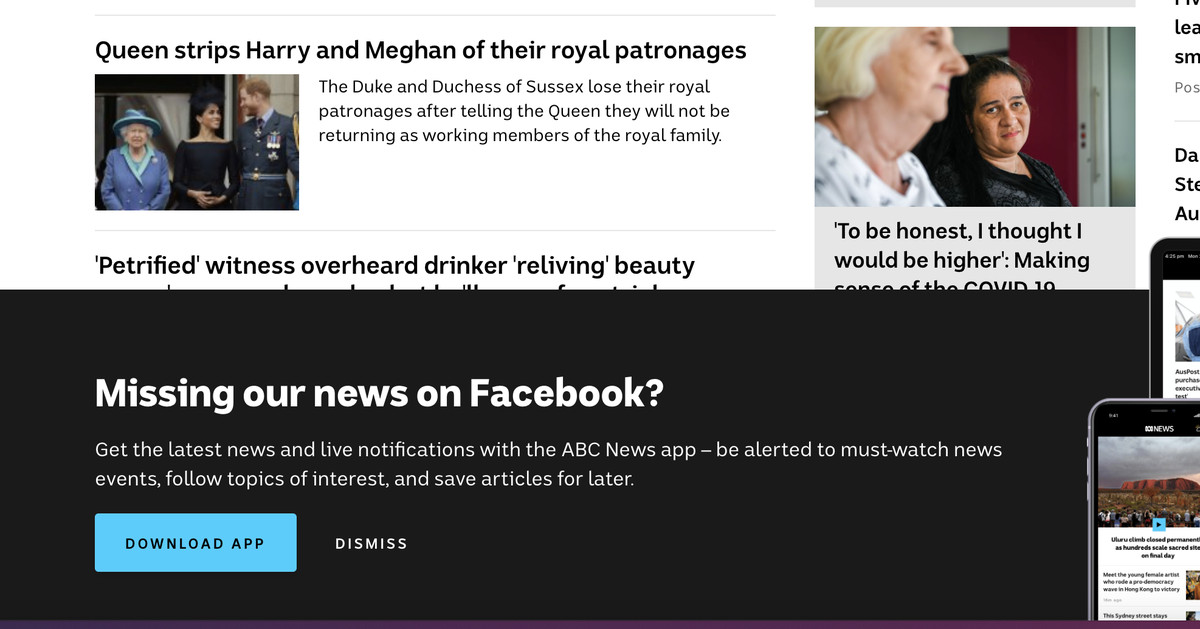 Queen strips Harry and Meghan of their royal patronages
The Duke and Duchess of Sussex lose their royal
patronages after telling the Queen they will not be
returning as working members of the royal family.
'Petrified' witness overheard drinker 'reliving' beauty
'To be honest, I thought I
would be higher': Making
sense of the COVID-19
lea
sm
Pos
Da
Ste
Au
Missing our news on Facebook?
Get the latest news and live notifications with the ABC News app – be alerted to must-watch news
events, follow topics of interest, and save articles for later.
DOWNLOAD APP
DISMISS
4:25 pm Mon
AusPost
purchas
executiv
test'
9:41
NEWS
Uluru climb closed permanent
as hundreds scale sacred site
on final day
Meet the young female artist
who rode a pro-democracy
wave in Hong Kong to victory
This Sydney street stays